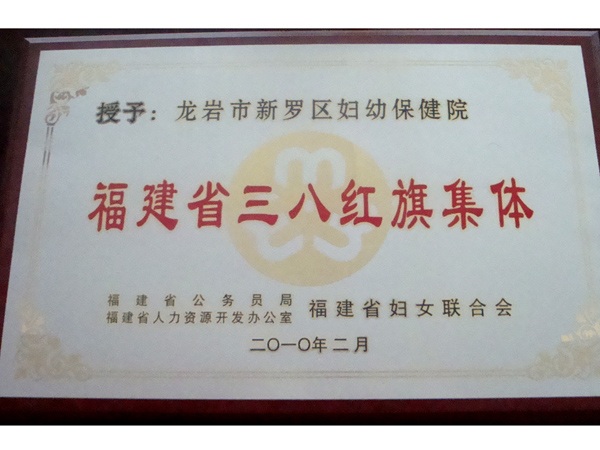 授予：龙岩市新罗区妇幼保健院
福建省三八红旗集体
福建省公务员局
福建省人力资源开发办公室
福建省妇女联合会
二〇一〇年二月